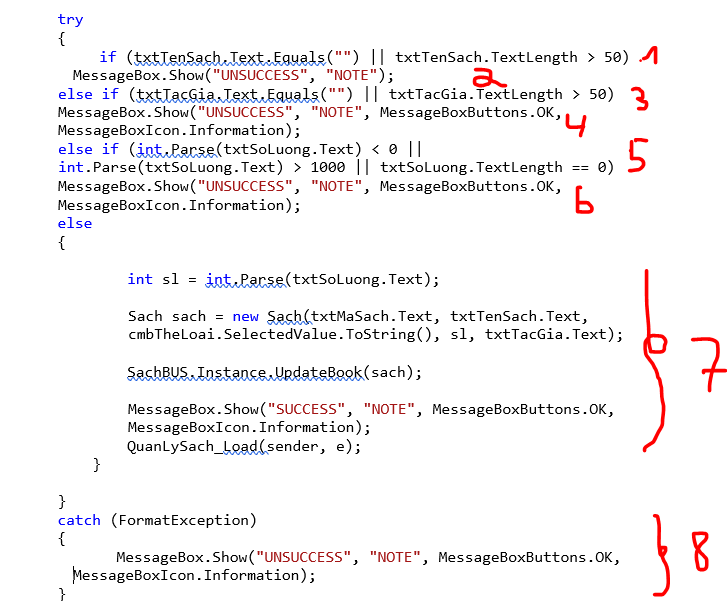 try
{
if (txtTenSach.Text.Equals("") || txtTenSach.TextLength > 50) 1
MessageBox.Show("UNSUCCESS", "NOTE"); 2
else if (txtTacGia.Text.Equals("") || txtTacGia.TextLength > 50) 3
MessageBox.Show("UNSUCCESS", "NOTE", MessageBoxButtons.OK,
MessageBoxIcon.Information); 4
else if (int.Parse(txtSoLuong.Text) < 0 ||
int.Parse(txtSoLuong.Text) > 1000 || txtSoLuong.TextLength == 0) 5
MessageBox.Show("UNSUCCESS", "NOTE", MessageBoxButtons.OK,
MessageBoxIcon.Information); 6
else
{
int sl = int.Parse(txtSoLuong.Text);
Sach sach = new Sach(txtMaSach.Text, txtTenSach.Text,
cmbTheLoai.SelectedValue.ToString(), sl, txtTacGia.Text);
SachBUS.Instance.UpdateBook(sach); 7
MessageBox.Show("SUCCESS", "NOTE", MessageBoxButtons.OK,
MessageBoxIcon.Information);
QuanLySach_Load(sender, e);
}
}
catch (FormatException)
{
MessageBox.Show("UNSUCCESS", "NOTE", MessageBoxButtons.OK, 8
MessageBoxIcon.Information);
}